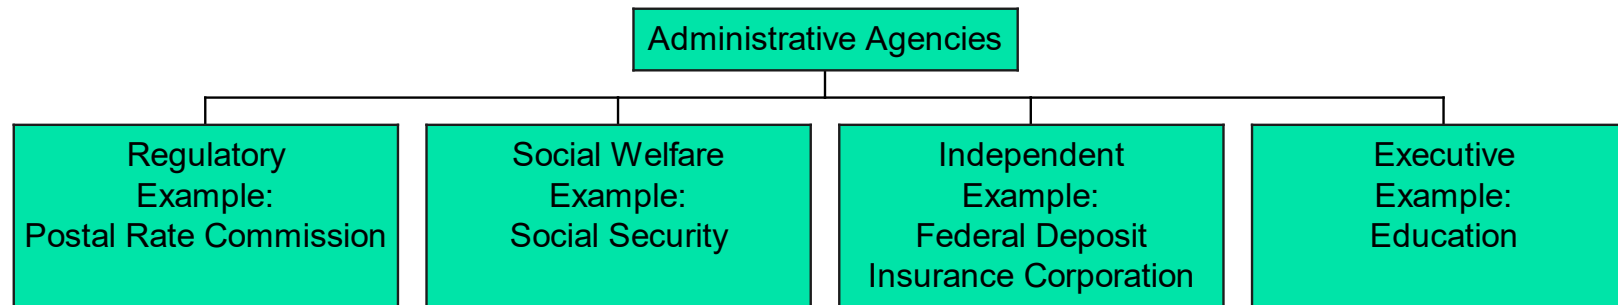 Administrative Agencies
Regulatory
Example:
Postal Rate Commission
Social Welfare
Example:
Social Security
Independent
Example:
Federal Deposit
Insurance Corporation
Executive
Example:
Education